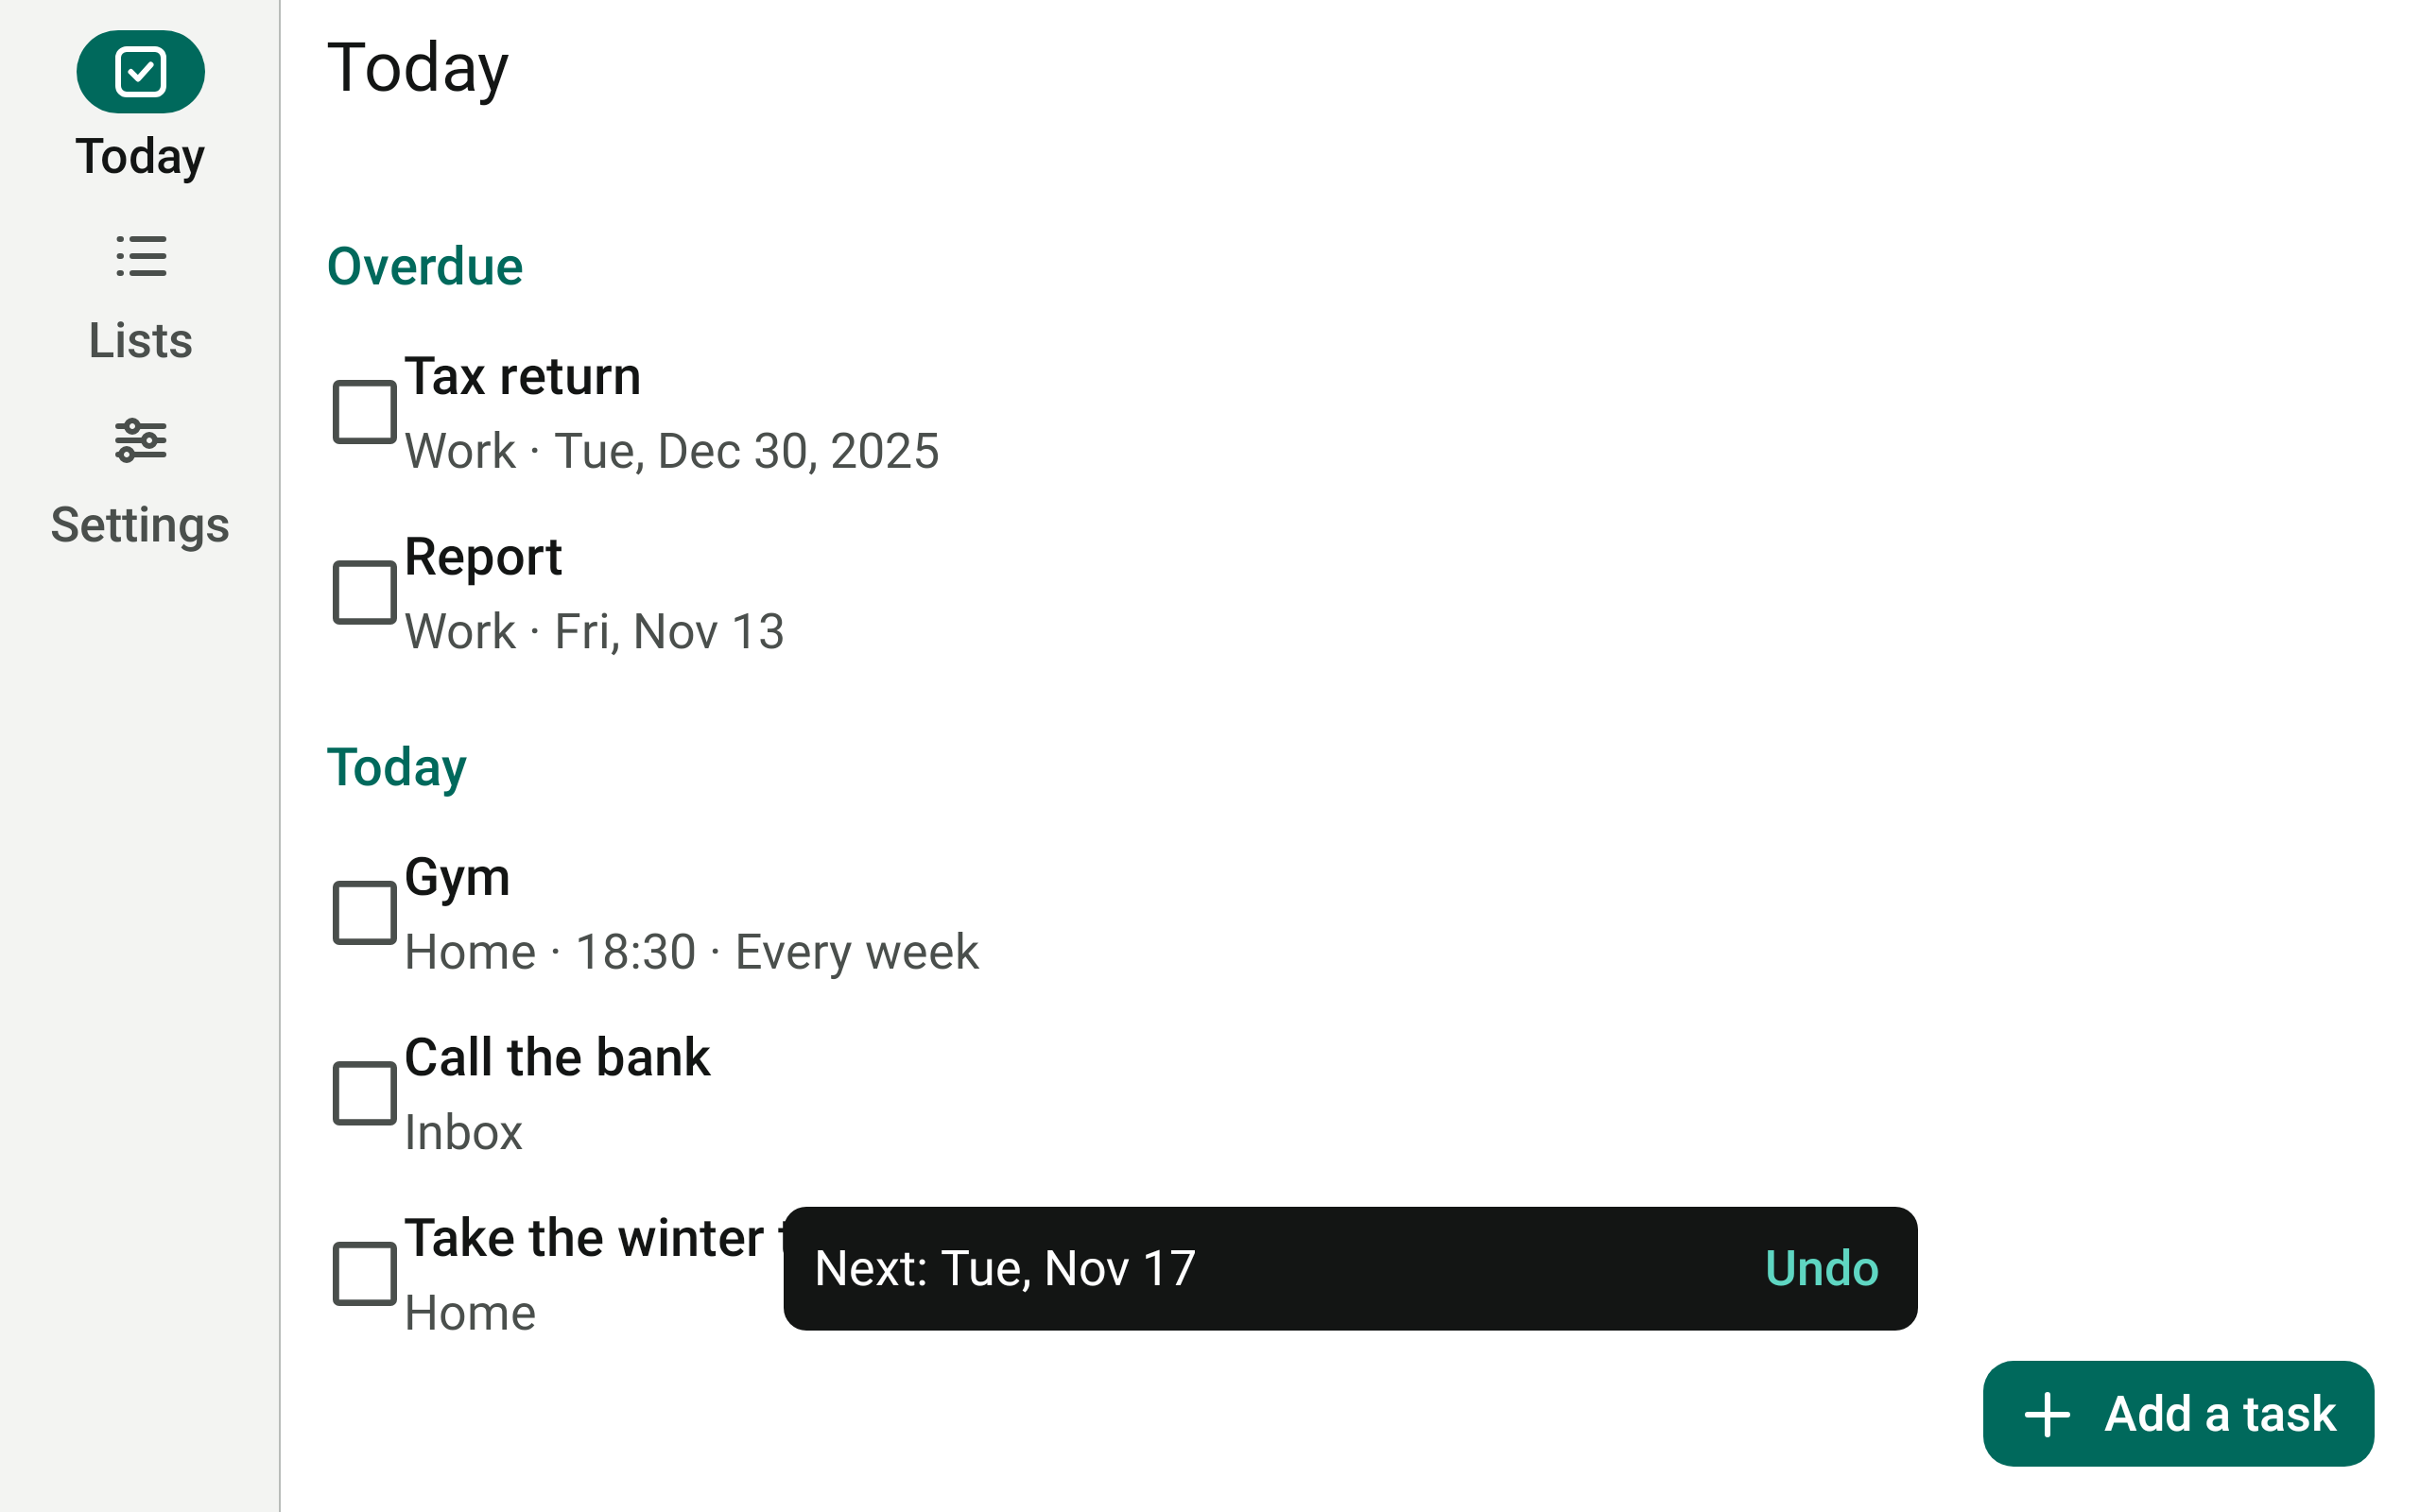 Today
Lists
Settings
Today
Overdue
Tax return
Work · Tue, Dec 30, 2025
Report
Work · Fri, Nov 13
Today
Gym
Home · 18:30 · Every week
Call the bank
Inbox
Take the winter
Home
Next: Tue, Nov 17
Undo
Add a task